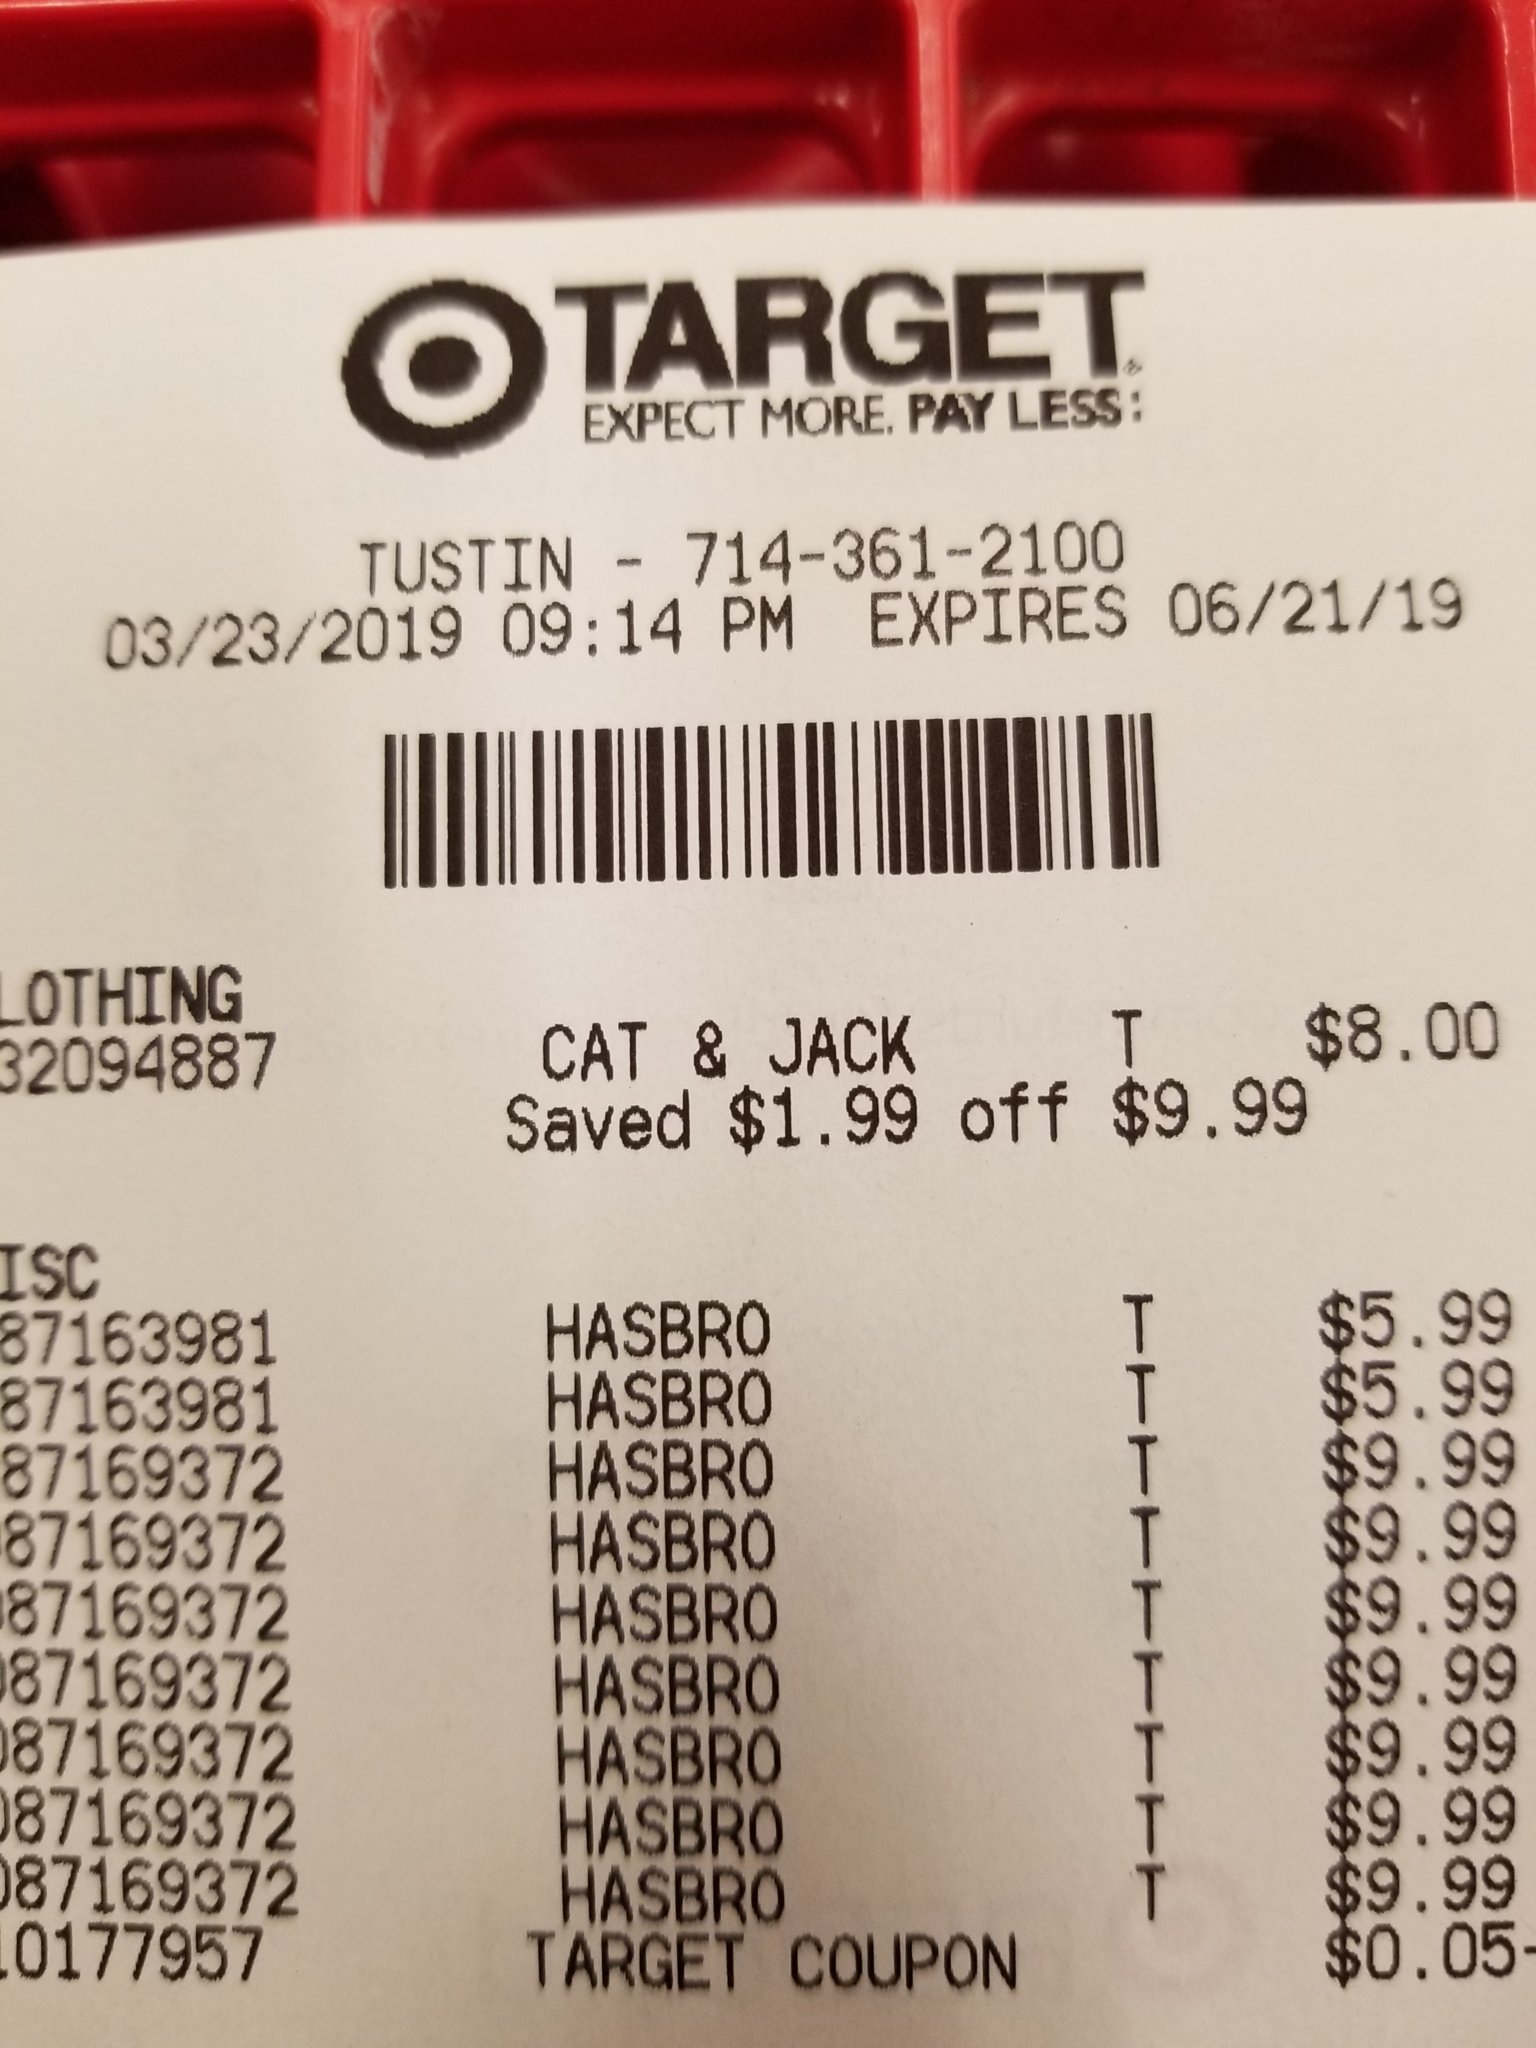 TARGET
EXPECT MORE. PAY LESS.
TUSTIN - 714-361-2100
03/23/2019 09:14 PM EXPIRES 06/21/19
LOTHING
32094887 CAT & JACK T $8.00
Saved $1.99 off $9.99
ISC
87163981 HASBRO T $5.99
87163981 HASBRO T $5.99
87169372 HASBRO T $9.99
087169372 HASBRO T $9.99
087169372 HASBRO T $9.99
087169372 HASBRO T $9.99
087169372 HASBRO T $9.99
087169372 HASBRO T $9.99
087169372 HASBRO T $9.99
10177957 TARGET COUPON $0.05-